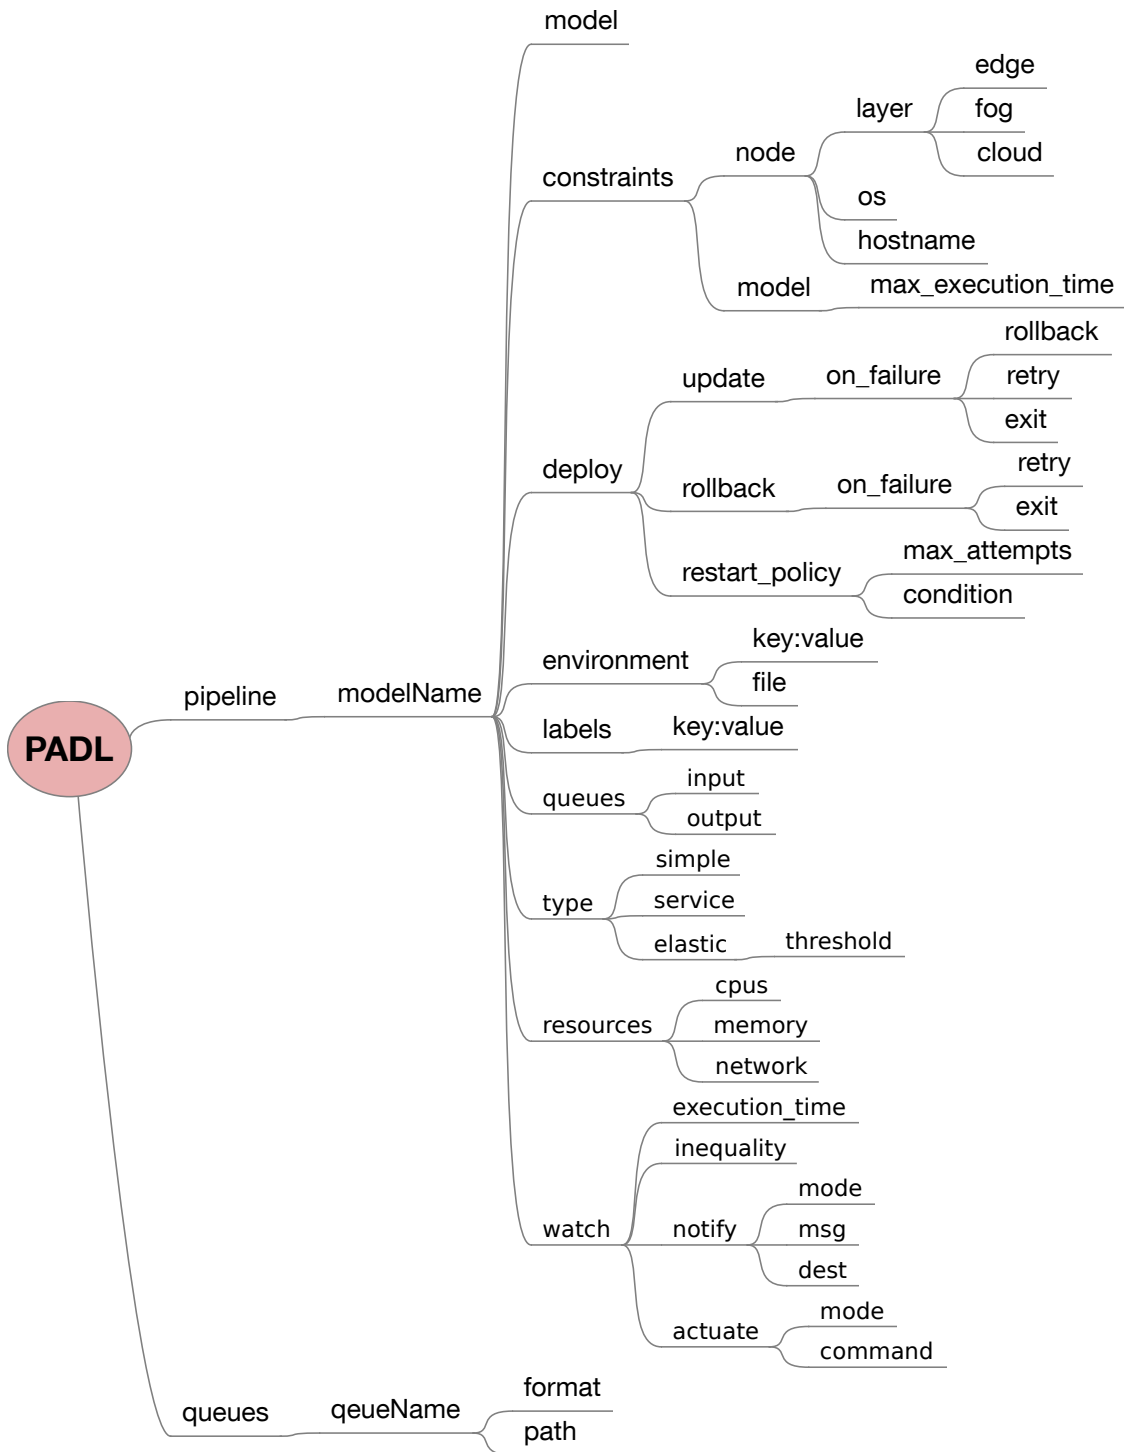 model
edge
layer
fog
node
cloud
constraints
os
hostname
model
max_execution_time
rollback
update
on_failure
retry
exit
deploy
retry
rollback
on_failure
exit
max_attempts
restart_policy
condition
key:value
environment
file
pipeline
modelName
labels
key:value
PADL
input
queues
output
simple
type
service
elastic
threshold
cpus
resources
memory
network
execution_time
inequality
mode
watch
notify
msg
dest
mode
actuate
command
format
queues
qeueName
path